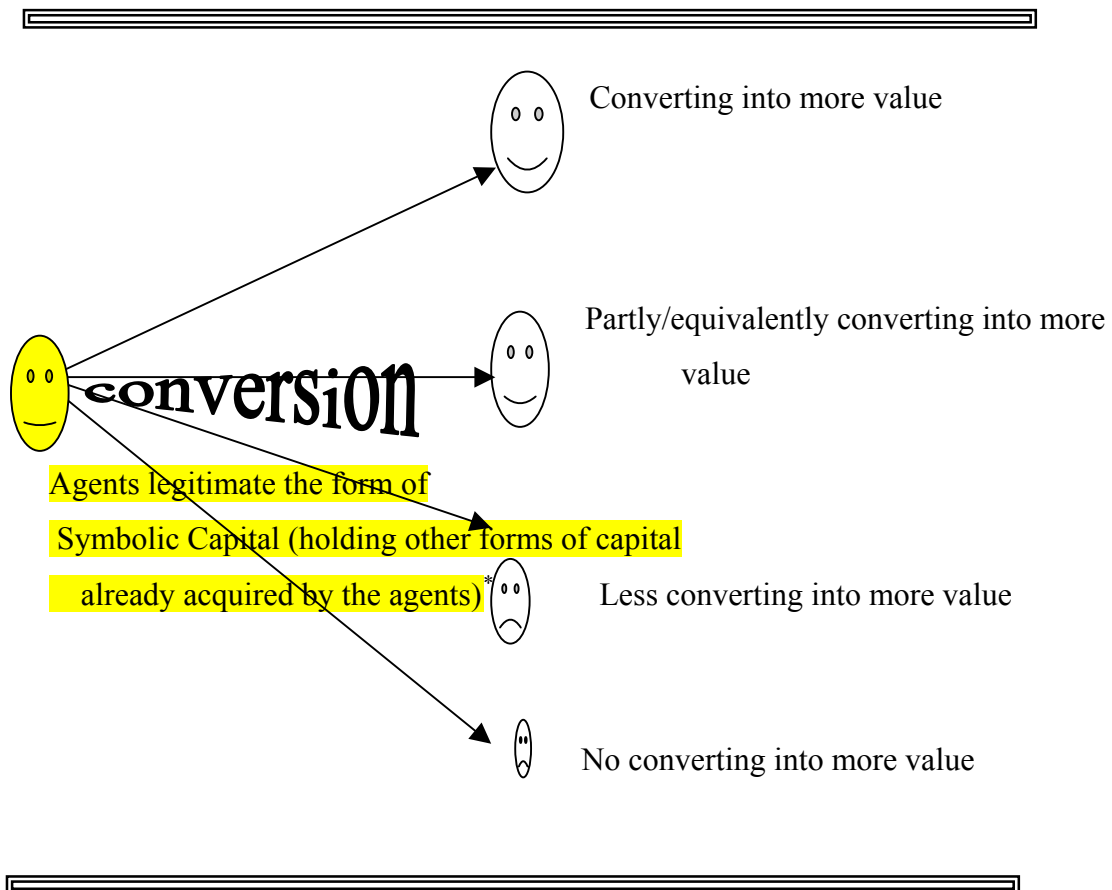 Converting into more value
Partly/equivalently converting into more
value
conversion
Agents legitimate the form of
Symbolic Capital (holding other forms of capital
already acquired by the agents)*
Less converting into more value
No converting into more value